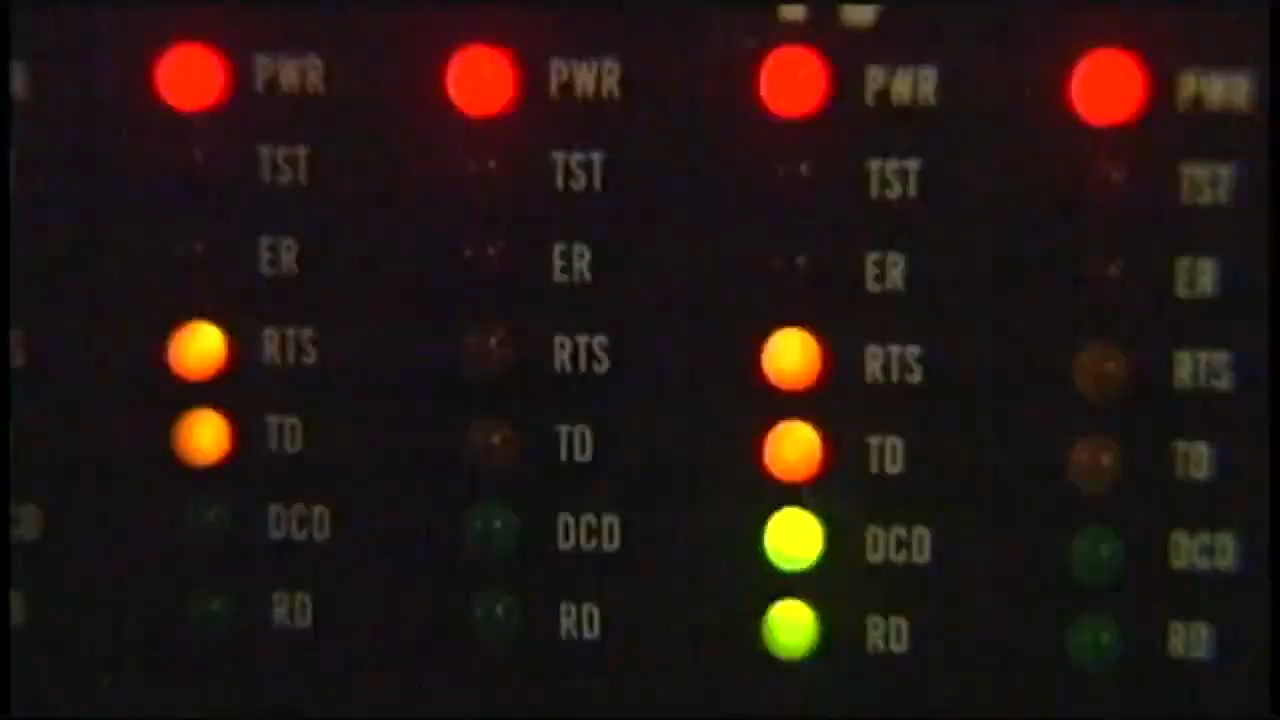 PWR PWR PWR PWR
TST TST TST TST
ER ER ER ER
RTS RTS RTS RTS
TD TD TD TD
DCD DCD DCD DCD
RD RD RD RD